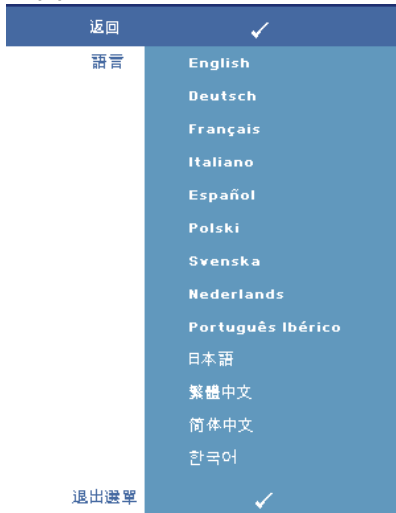 返回 ✓
語言 English
Deutsch
Français
Italiano
Español
Polski
Svenska
Nederlands
Português Ibérico
日本語
繁體中文
简体中文
한국어
退出選單 ✓